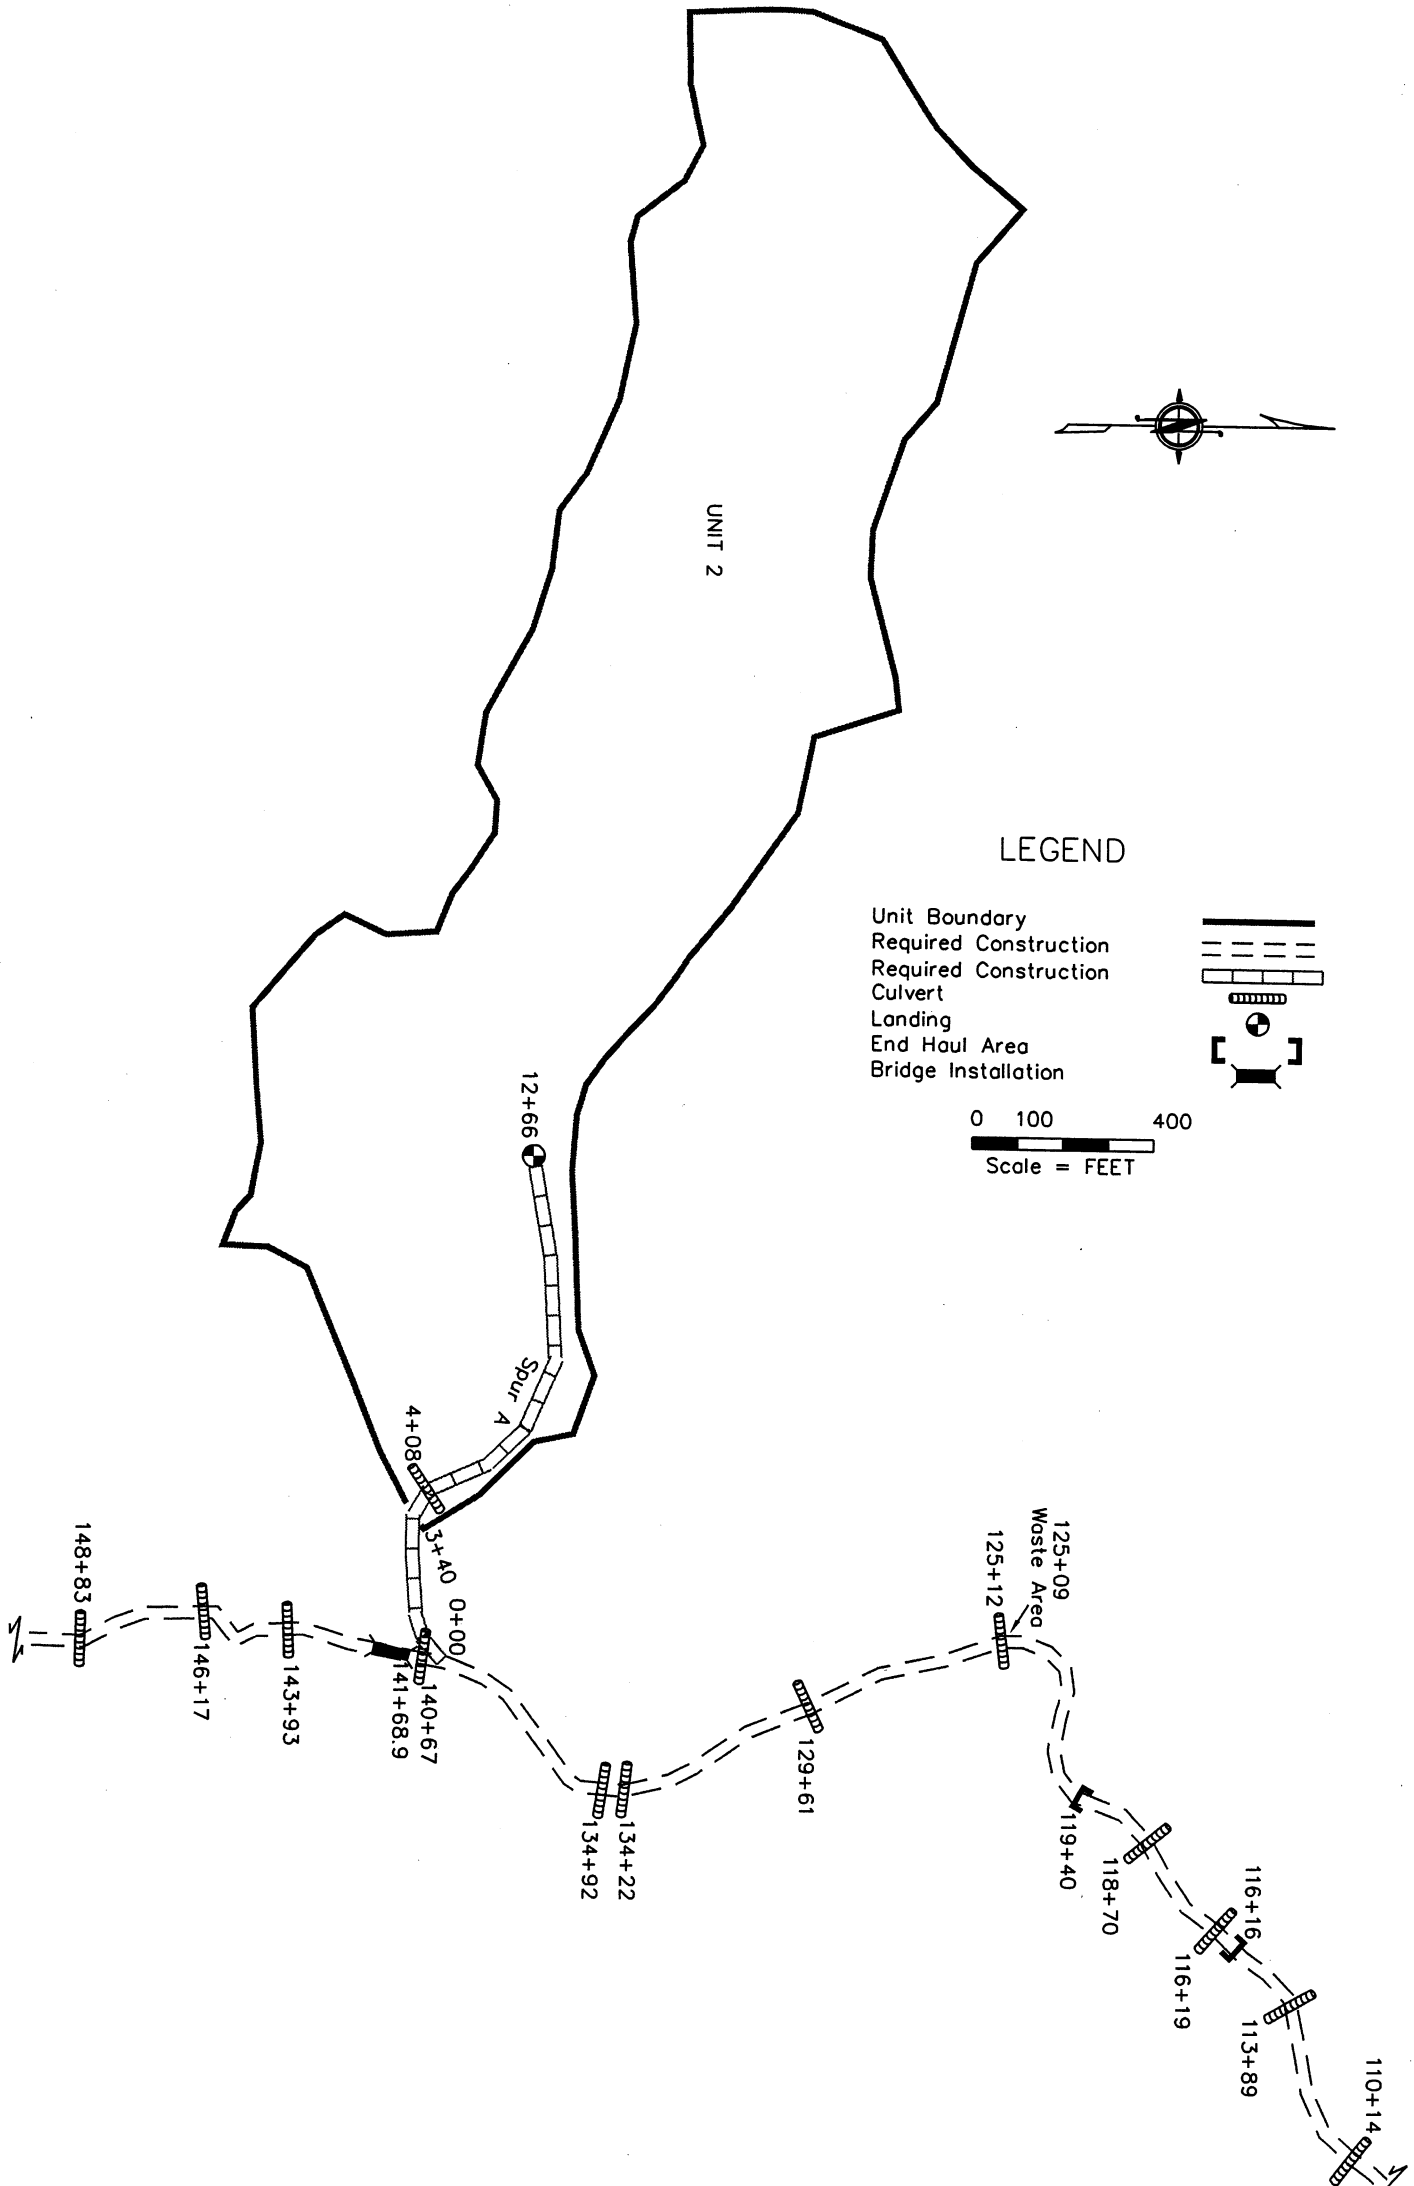 UNIT 2
LEGEND
Unit Boundary
Required Construction
Required Construction
Culvert
Landing
End Haul Area
Bridge Installation
0 100 400
Scale = FEET
12+66
Spur A
4+08
3+40
0+00
148+83
146+17
143+93
141+68.9
140+67
134+92
134+22
129+61
125+12
125+09
Waste Area
119+40
118+70
116+16
116+19
113+89
110+14